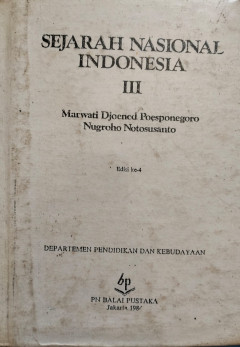 SEJARAH NASIONAL
INDONESIA
III
Marwati Djoened Poesponegoro
Nugroho Notosusanto
Edisi ke-4
DEPARTEMEN PENDIDIKAN DAN KEBUDAYAAN
bp
PN BALAI PUSTAKA
Jakarta,